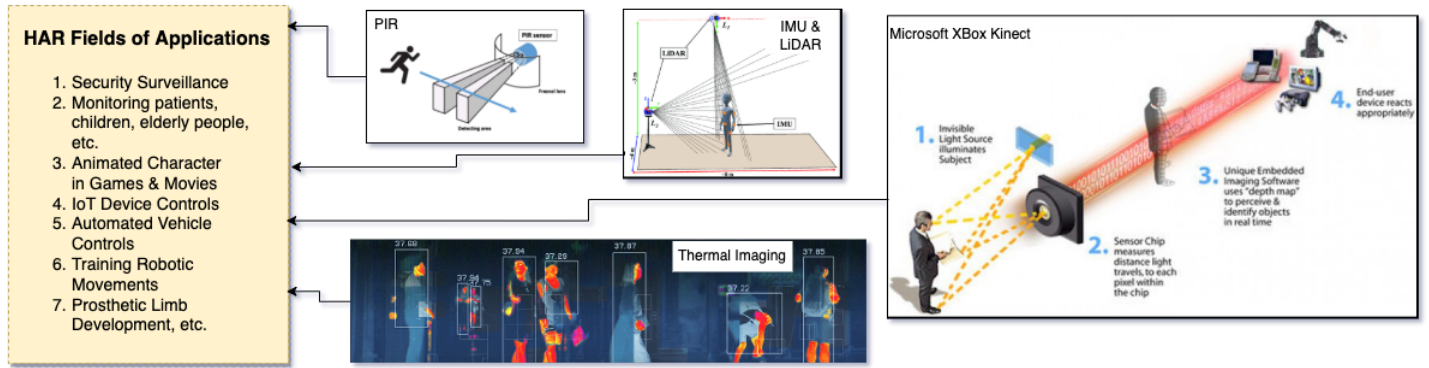 HAR Fields of Applications
1. Security Surveillance
2. Monitoring patients,
children, elderly people,
etc.
3. Animated Character
in Games & Movies
4. IoT Device Controls
5. Automated Vehicle
Controls
6. Training Robotic
Movements
7. Prosthetic Limb
Development, etc.
PIR
PIR sensor
Fresnel lens
Detecting area
IMU &
LiDAR
LiDAR
IMU
Thermal Imaging
37.68
37.94
37.29
37.87
37.85
37.22
Microsoft XBox Kinect
1. Invisible
Light Source
illuminates
Subject
2. Sensor Chip
measures
distance light
travels, to each
pixel within
the chip
3. Unique Embedded
Imaging Software
uses "depth map"
to perceive &
identify objects
in real time
4. End-user
device reacts
appropriately